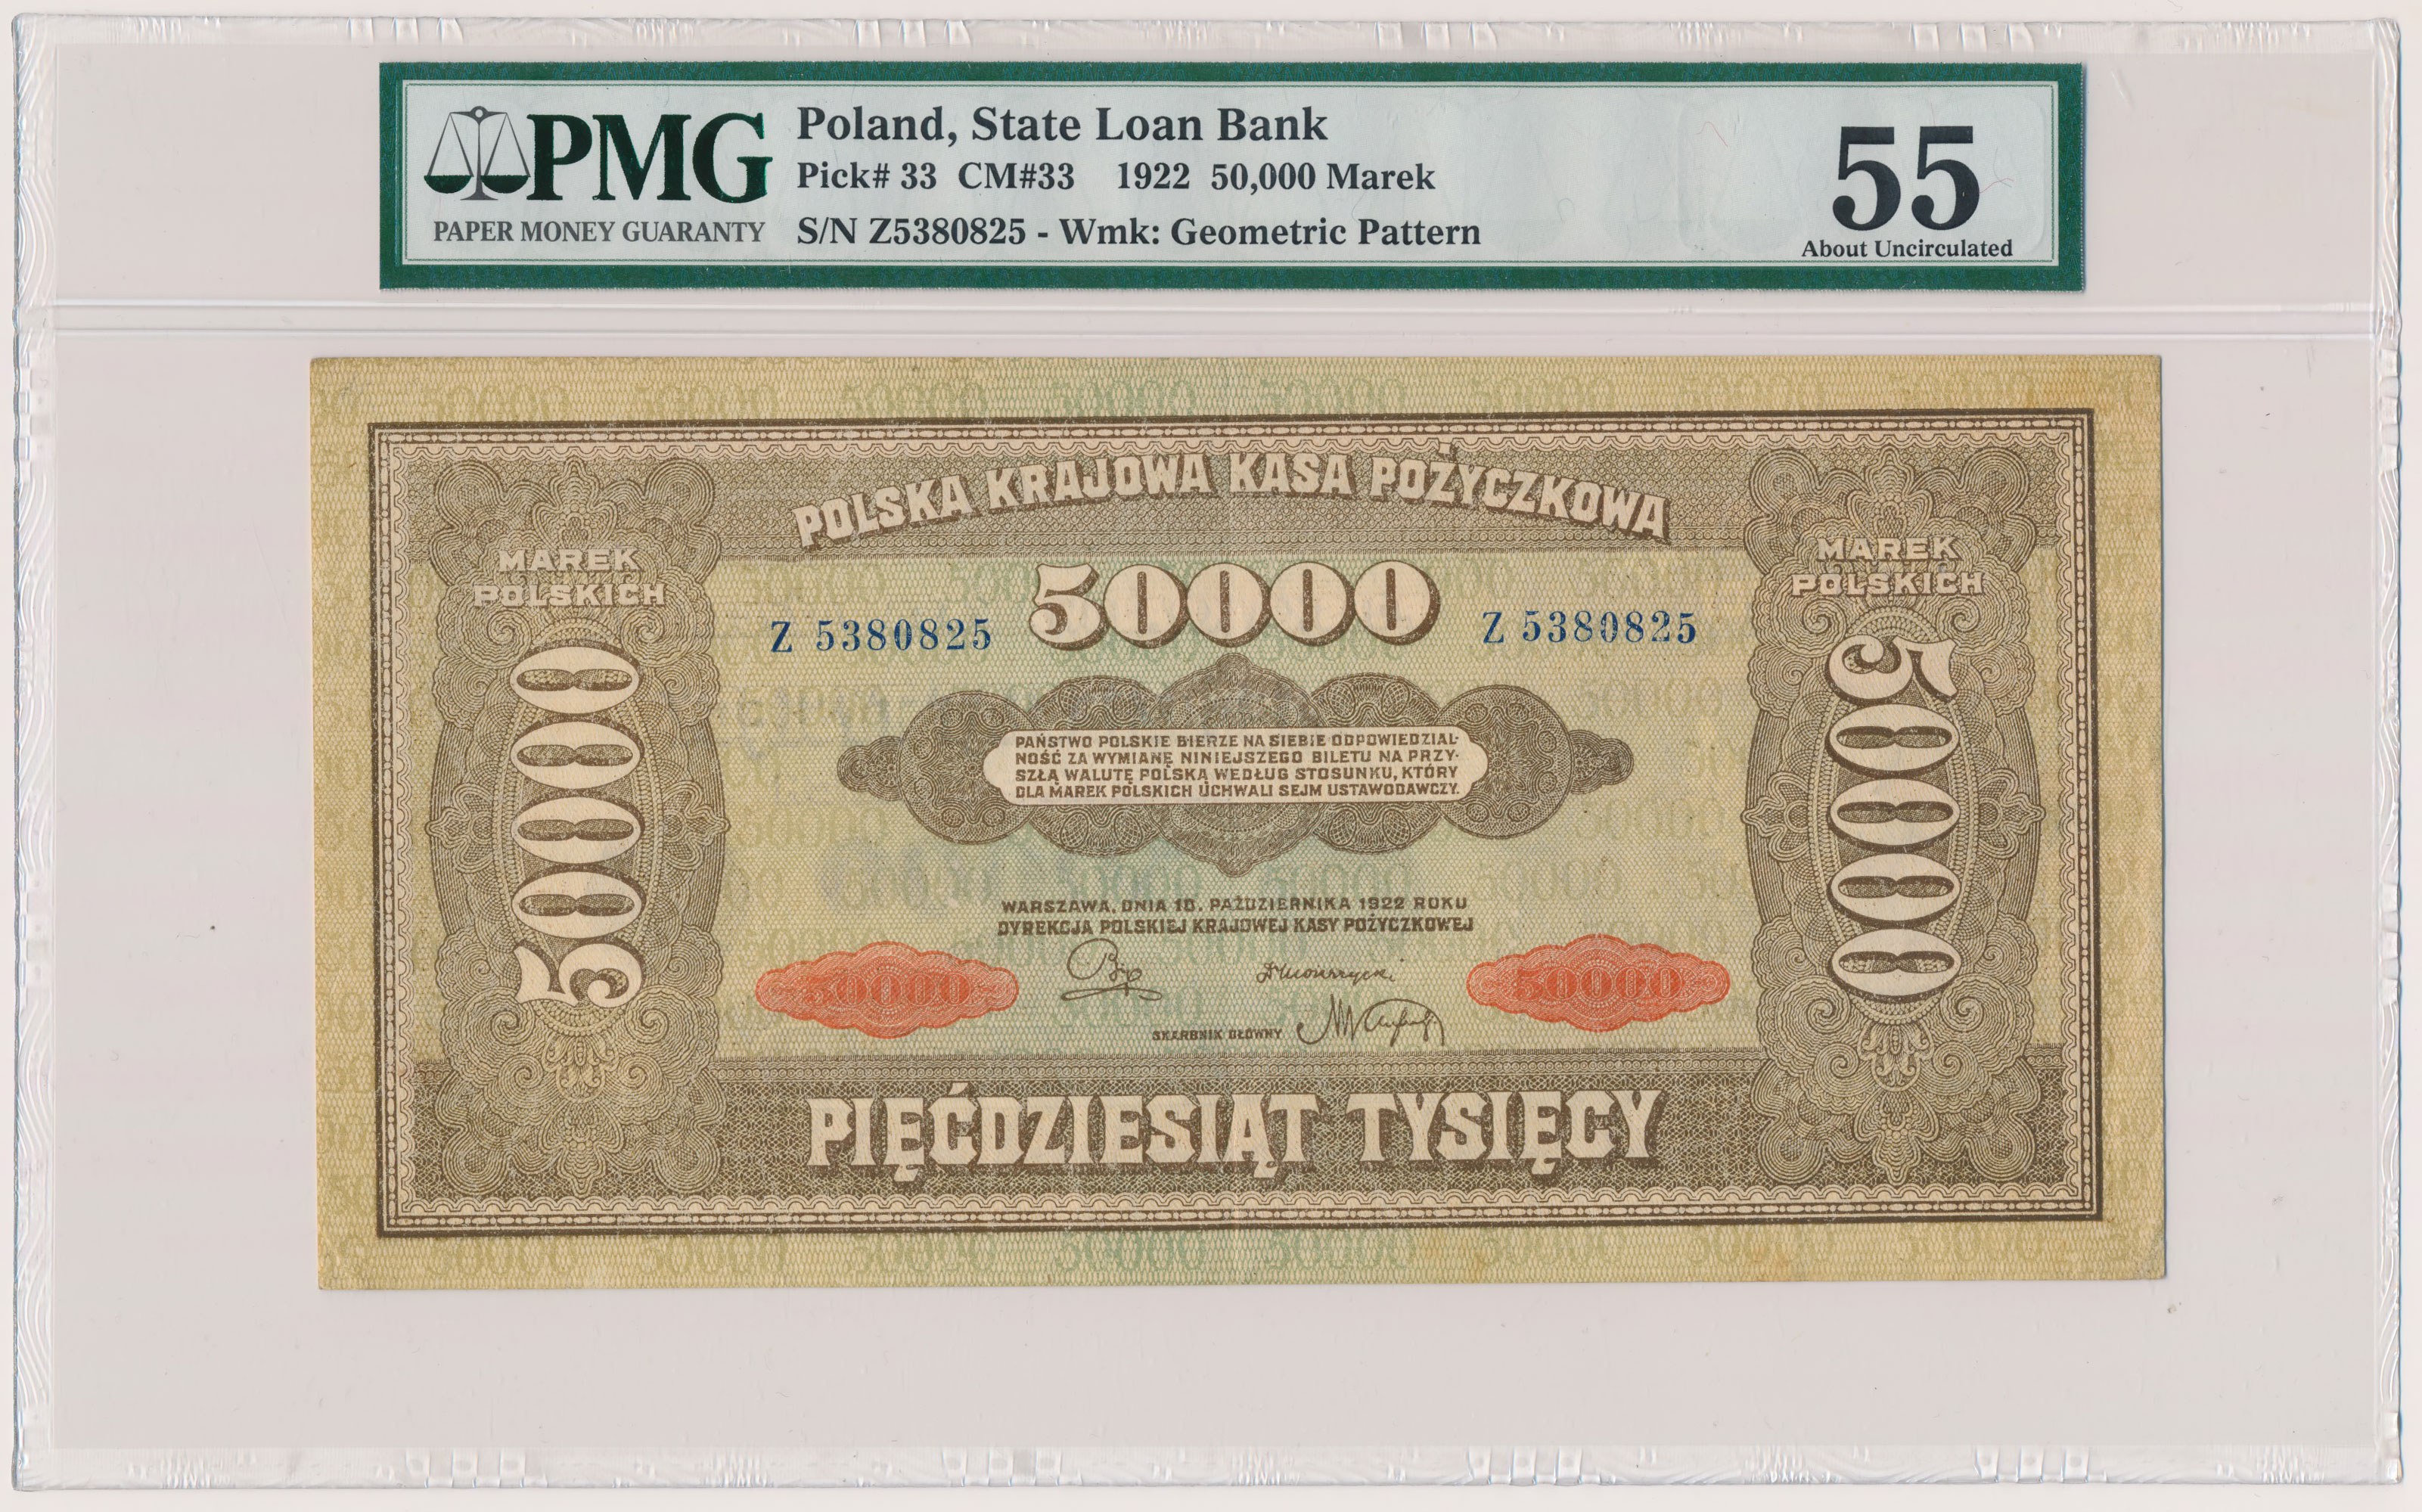 PMG
PAPER MONEY GUARANTY
Poland, State Loan Bank
Pick# 33 CM#33 1922 50,000 Marek
S/N Z5380825 - Wmk: Geometric Pattern
55
About Uncirculated
POLSKA KRAJOWA KASA POŻYCZKOWA
MAREK
POLSKICH
50000
MAREK
POLSKICH
50000
Z 5380825
50000
Z 5380825
PAŃSTWO POLSKIE BIERZE NA SIEBIE ODPOWIEDZIAL-
NOŚĆ ZA WYMIANĘ NINIEJSZEGO BILETU NA PRZY-
SZŁĄ WALUTĘ POLSKĄ WEDŁUG STOSUNKU, KTÓRY
DLA MAREK POLSKICH UCHWALI SEJM USTAWODAWCZY.
WARSZAWA, DNIA 10. PAŹDZIERNIKA 1922 ROKU
DYREKCJA POLSKIEJ KRAJOWEJ KASY POŻYCZKOWEJ
50000
50000
SKARBNIK GŁÓWNY
PIĘĆDZIESIĄT TYSIĘCY